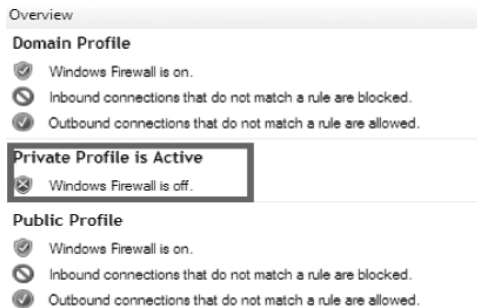 Overview
Domain Profile
Windows Firewall is on.
Inbound connections that do not match a rule are blocked.
Outbound connections that do not match a rule are allowed.
Private Profile is Active
Windows Firewall is off.
Public Profile
Windows Firewall is on.
Inbound connections that do not match a rule are blocked.
Outbound connections that do not match a rule are allowed.